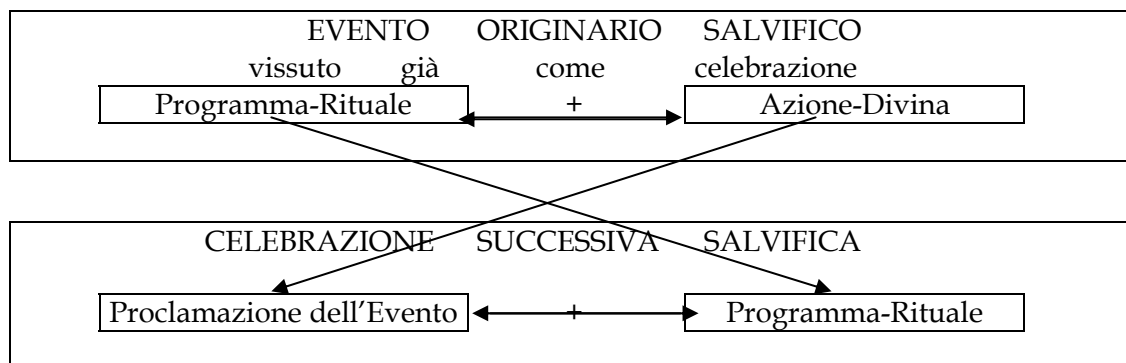 EVENTO ORIGINARIO SALVIFICO
vissuto già come celebrazione
Programma-Rituale + Azione-Divina
CELEBRAZIONE SUCCESSIVA SALVIFICA
Proclamazione dell’Evento + Programma-Rituale